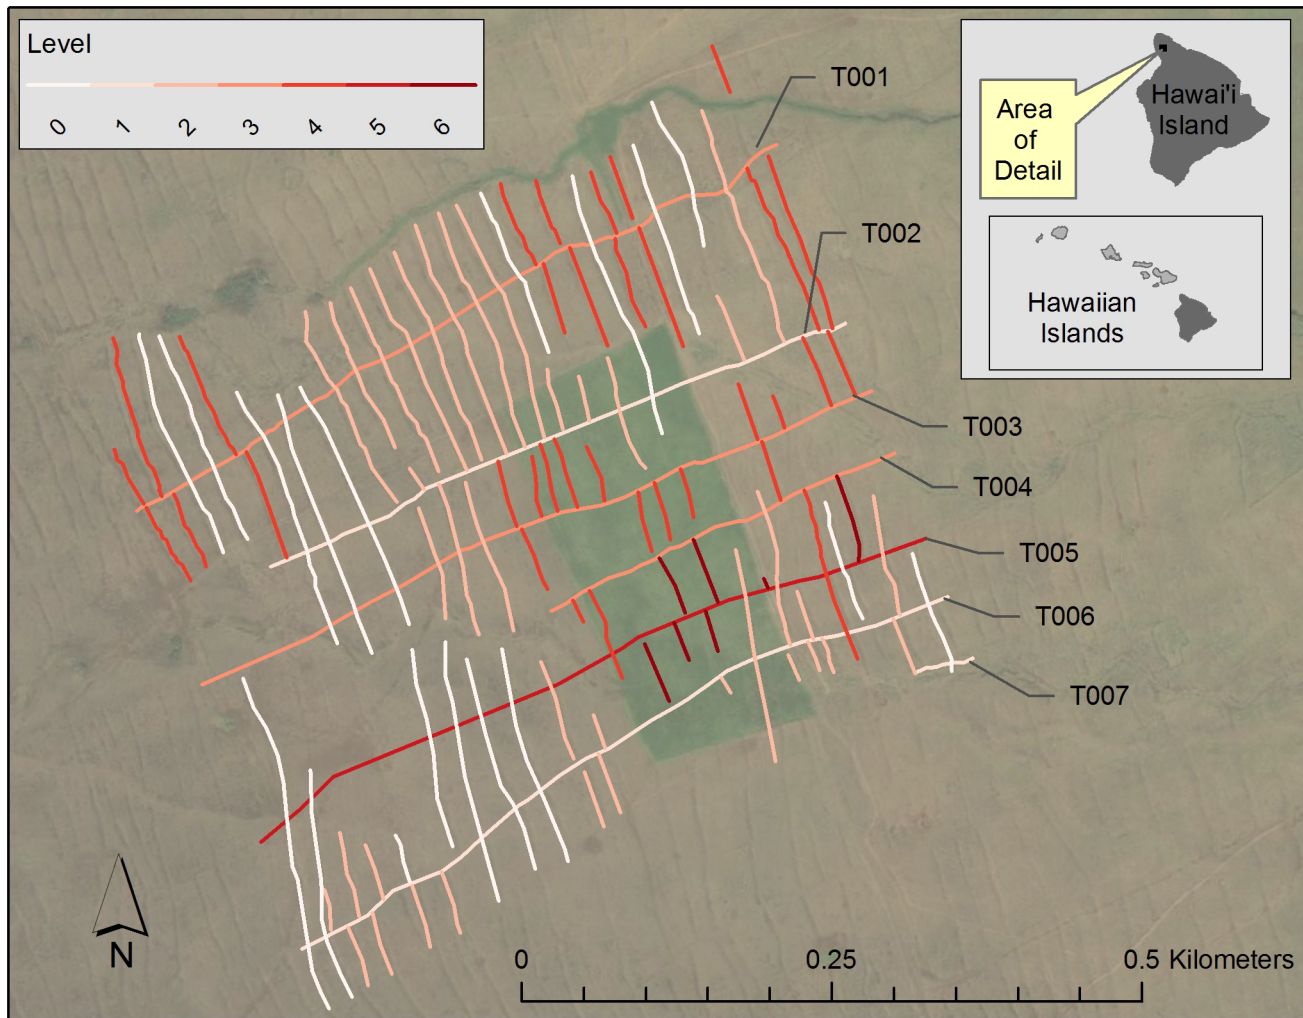 Level
0 1 2 3 4 5 6
T001
T002
T003
T004
T005
T006
T007
Area
of
Detail
Hawai'i
Island
Hawaiian
Islands
N
0 0.25 0.5 Kilometers